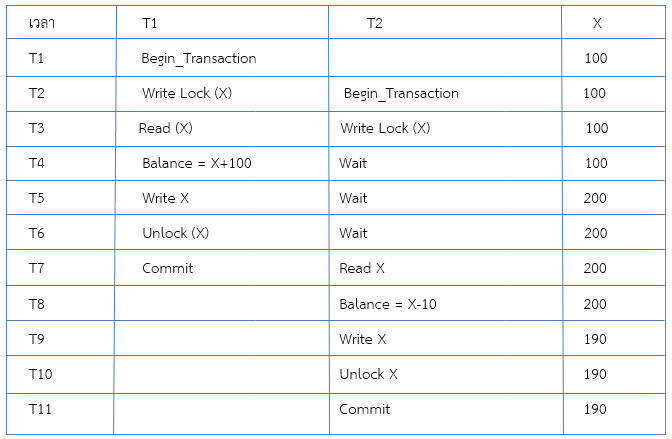 เวลา T1 T2 X
T1 Begin_Transaction 100
T2 Write Lock (X) Begin_Transaction 100
T3 Read (X) Write Lock (X) 100
T4 Balance = X+100 Wait 100
T5 Write X Wait 200
T6 Unlock (X) Wait 200
T7 Commit Read X 200
T8 Balance = X-10 200
T9 Write X 190
T10 Unlock X 190
T11 Commit 190